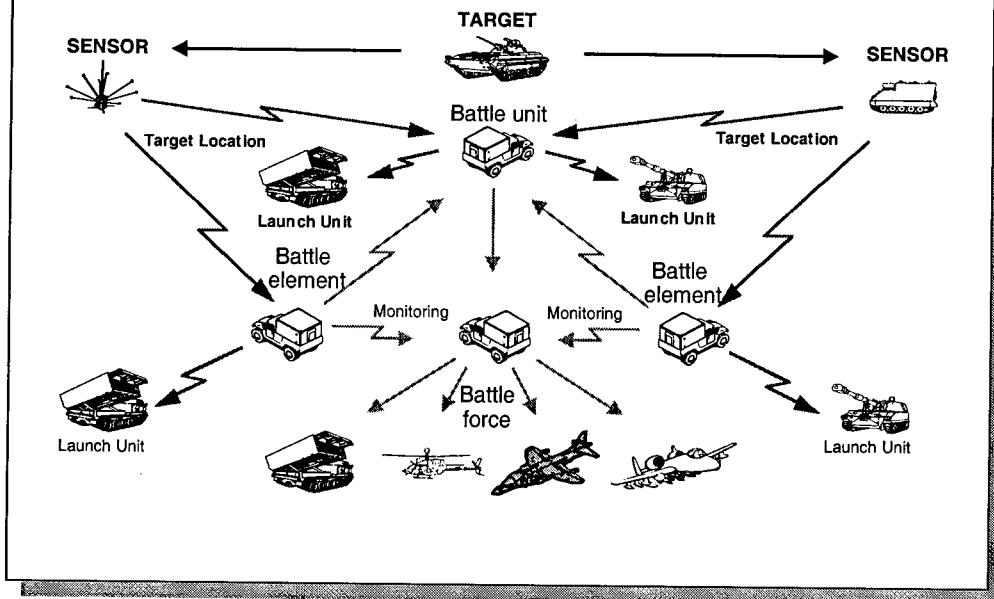 TARGET
SENSOR
SENSOR
Battle unit
Target Location
Target Location
Launch Unit
Launch Unit
Battle
element
Battle
element
Monitoring
Monitoring
Battle
force
Launch Unit
Launch Unit